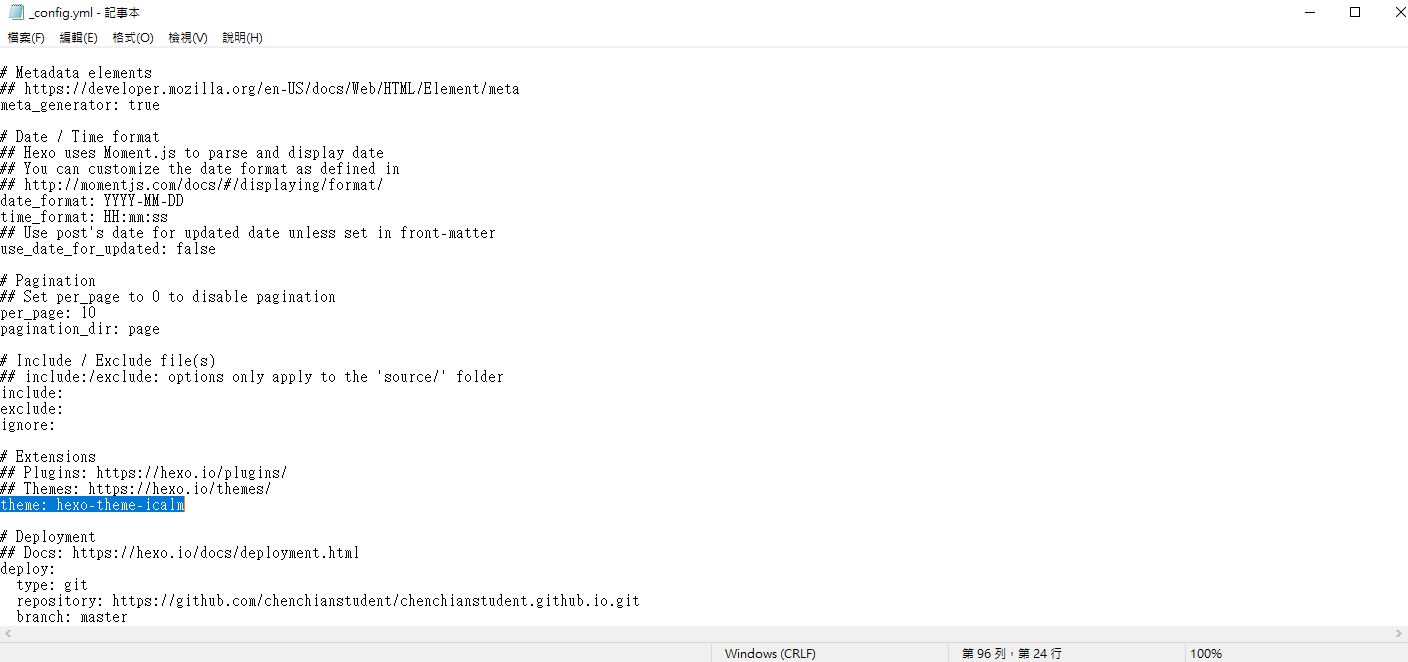 _config.yml - 記事本
檔案(F) 編輯(E) 格式(O) 檢視(V) 說明(H)
# Metadata elements
## https://developer.mozilla.org/en-US/docs/Web/HTML/Element/meta
meta_generator: true
# Date / Time format
## Hexo uses Moment.js to parse and display date
## You can customize the date format as defined in
## http://momentjs.com/docs/#/displaying/format/
date_format: YYYY-MM-DD
time_format: HH:mm:ss
## Use post's date for updated date unless set in front-matter
use_date_for_updated: false
# Pagination
## Set per_page to 0 to disable pagination
per_page: 10
pagination_dir: page
# Include / Exclude file(s)
## include:/exclude: options only apply to the 'source/' folder
include:
exclude:
ignore:
# Extensions
## Plugins: https://hexo.io/plugins/
## Themes: https://hexo.io/themes/
theme: hexo-theme-icalm
# Deployment
## Docs: https://hexo.io/docs/deployment.html
deploy:
  type: git
  repository: https://github.com/chenchianstudent/chenchianstudent.github.io.git
  branch: master
Windows (CRLF) 第 96 列，第 24 行 100%